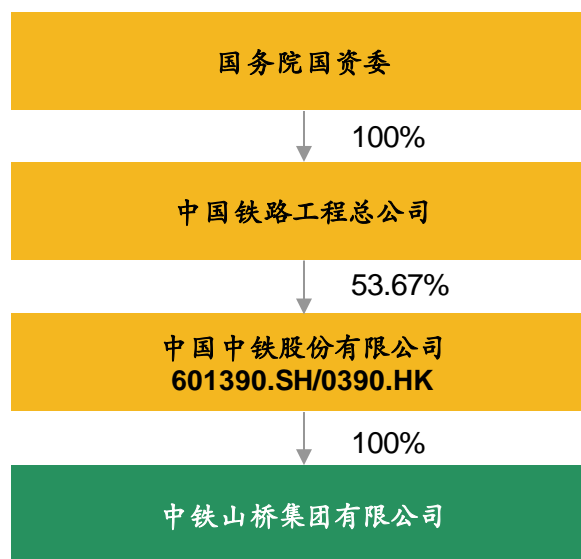 国务院国资委
100%
中国铁路工程总公司
53.67%
中国中铁股份有限公司
601390.SH/0390.HK
100%
中铁山桥集团有限公司